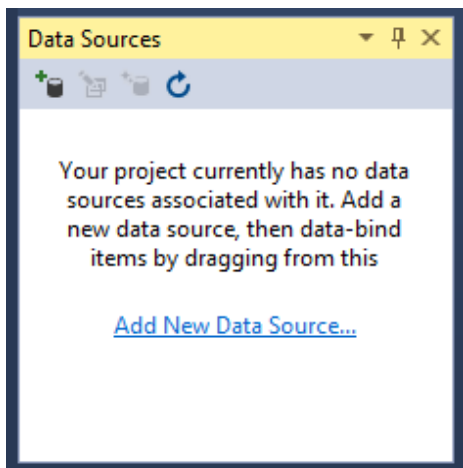 Data Sources
Your project currently has no data
sources associated with it. Add a
new data source, then data-bind
items by dragging from this
Add New Data Source...